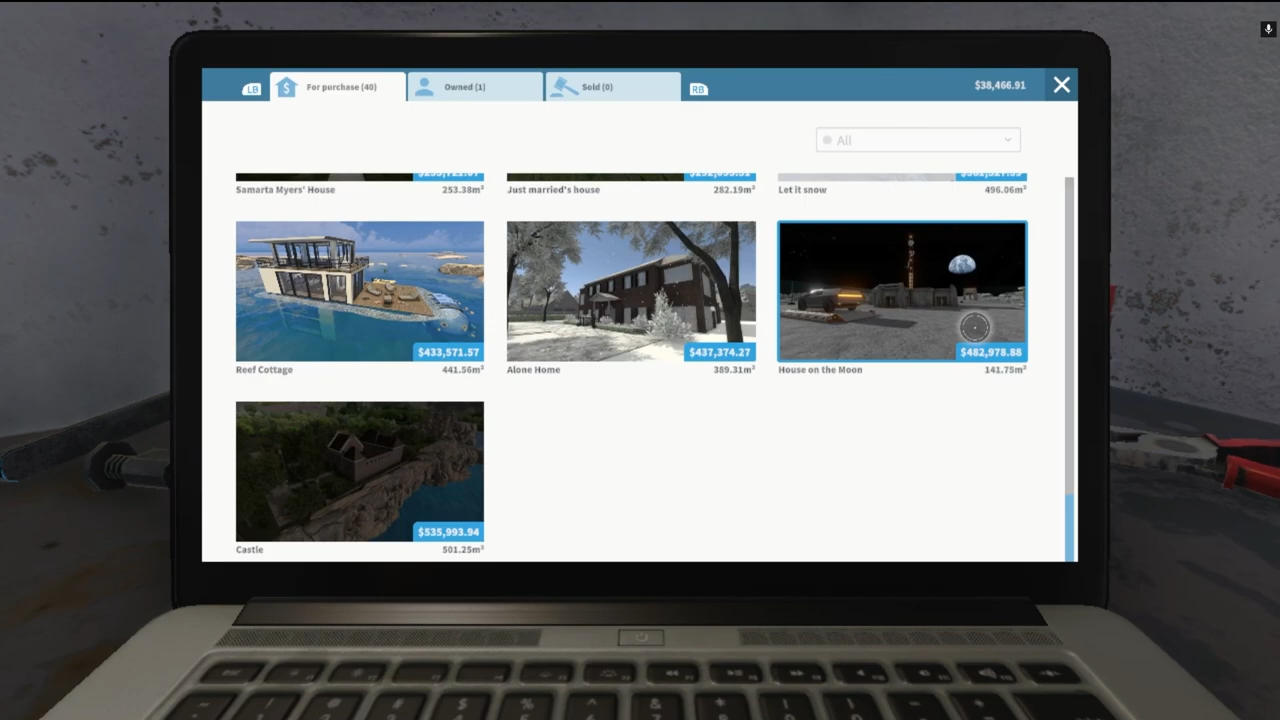 LB
For purchase (40)
Owned (1)
Sold (0)
RB
$38,466.91
All
Samarta Myers' House
253.38m²
Just married's house
282.19m²
Let it snow
496.06m²
$433,571.57
$437,374.27
$482,978.88
Reef Cottage
441.56m²
Alone Home
389.31m²
House on the Moon
141.75m²
$535,993.94
Castle
501.25m²